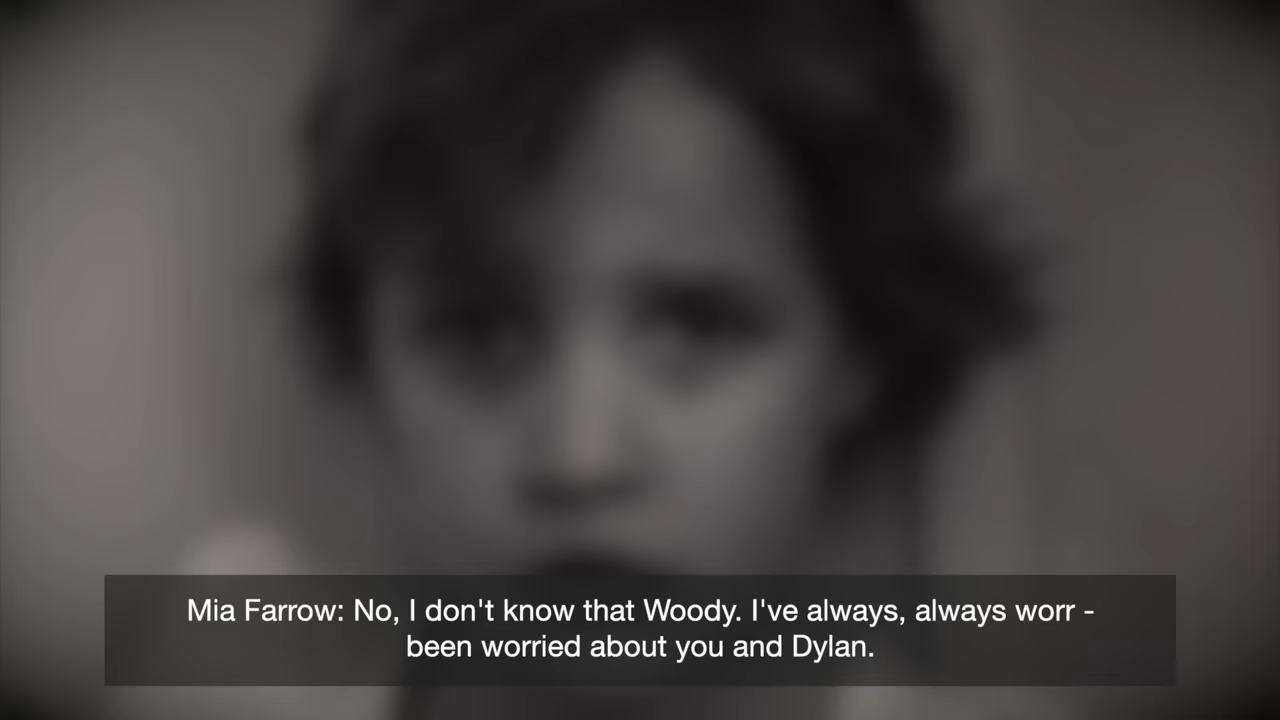 Mia Farrow: No, I don't know that Woody. I've always, always worr -
been worried about you and Dylan.